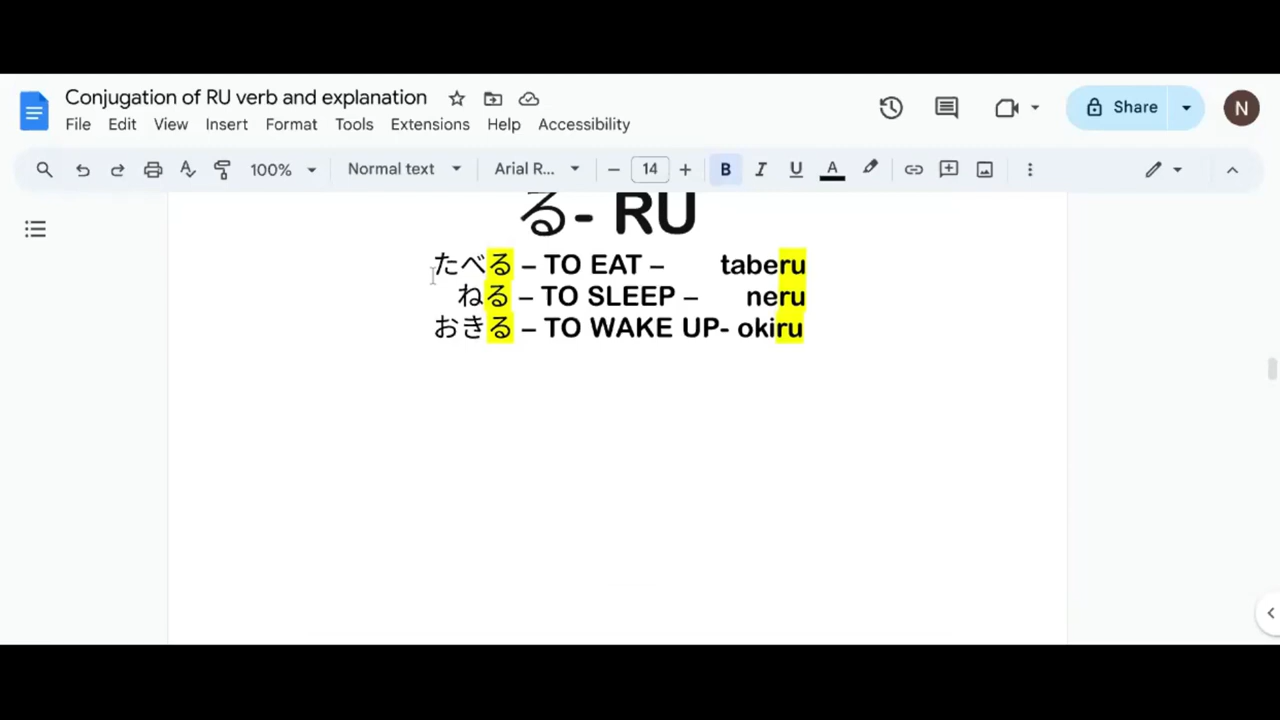 Conjugation of RU verb and explanation
File Edit View Insert Format Tools Extensions Help Accessibility
Share
N
100% Normal text Arial R... 14 B I U A
る- RU
たべる – TO EAT – taberu
ねる – TO SLEEP – neru
おきる – TO WAKE UP- okiru